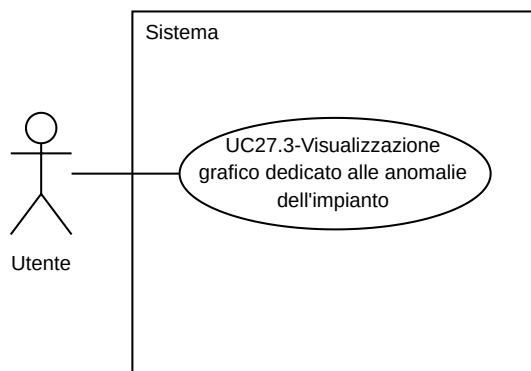 Sistema
UC27.3-Visualizzazione
grafico dedicato alle anomalie
dell'impianto
Utente